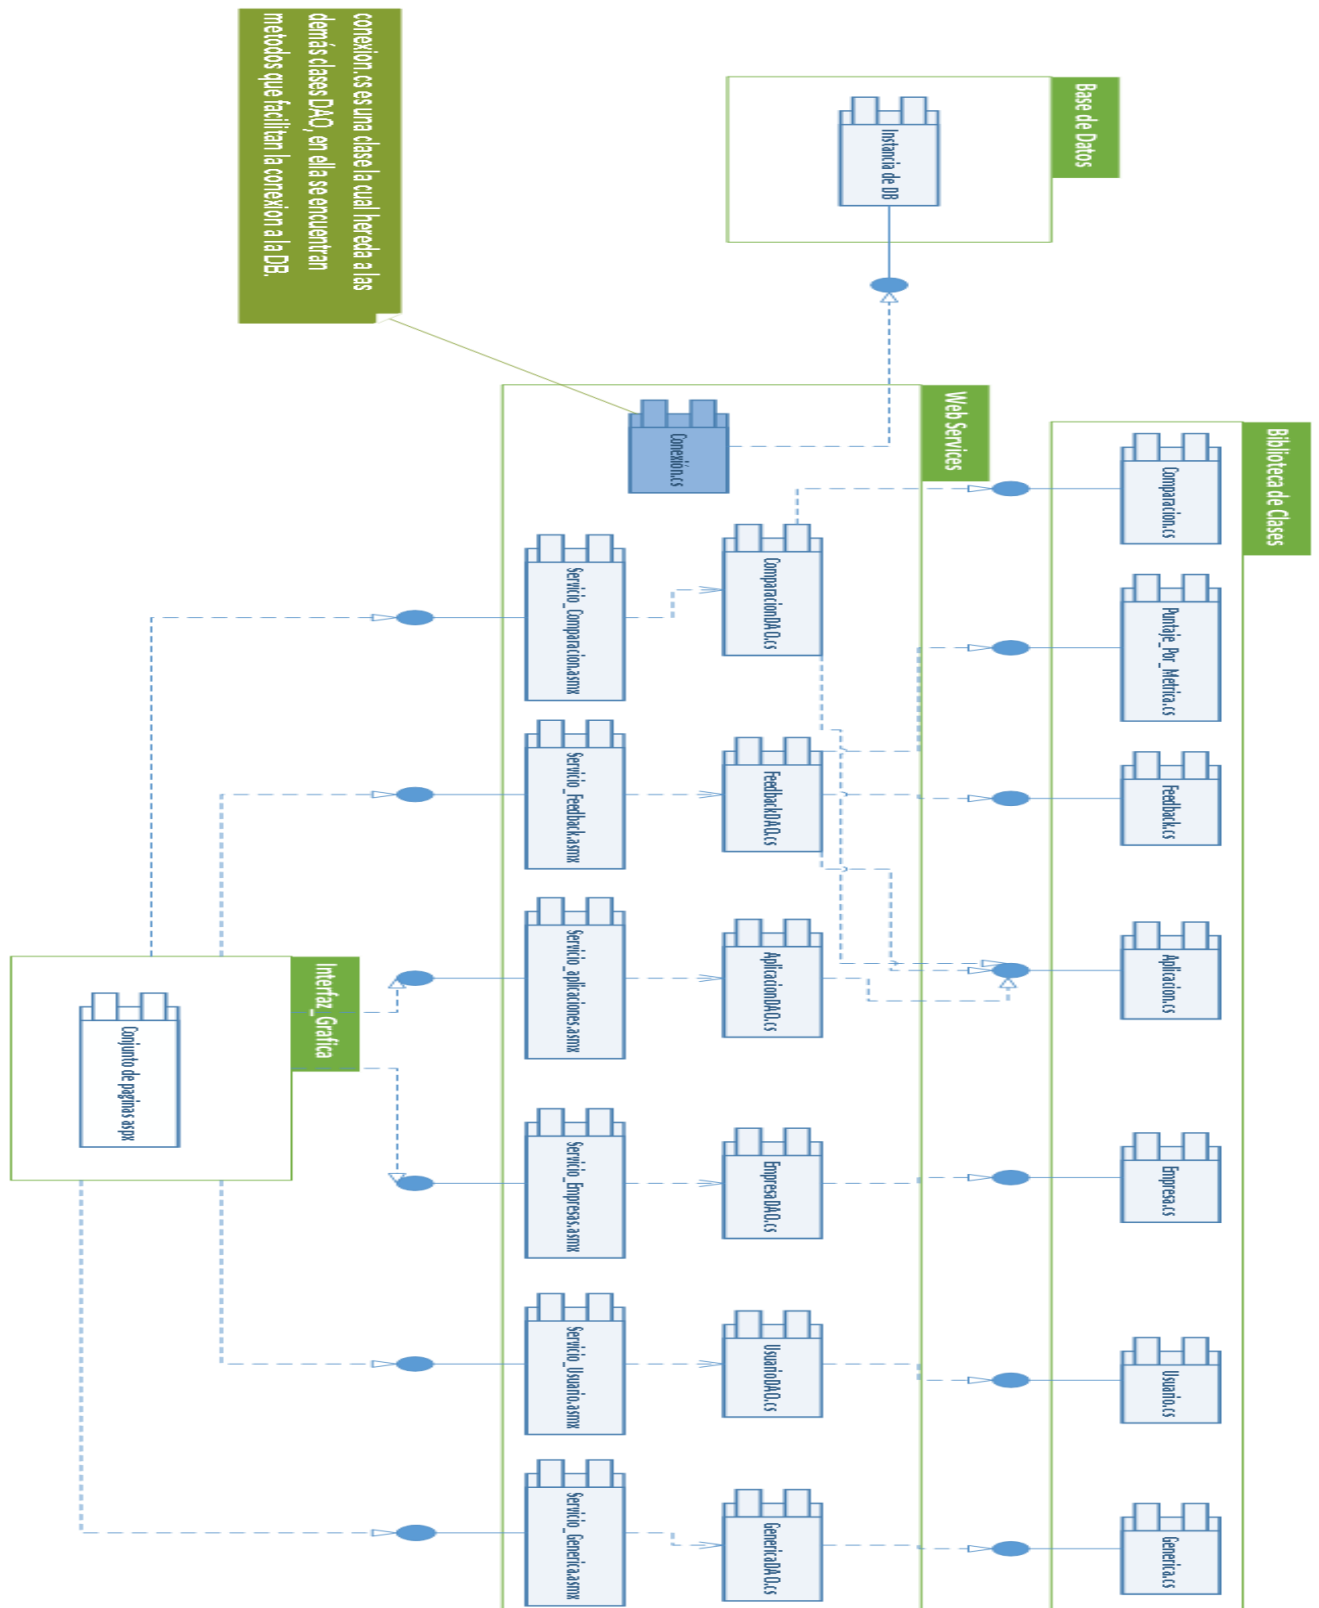 Biblioteca de Clases
Comparacion.cs
Puntaje_Por_Metrica.cs
Feedback.cs
Aplicacion.cs
Empresa.cs
Usuario.cs
Generica.cs
Base de Datos
Instancia de DB
Web Services
Conexión.cs
ComparacionDAO.cs
FeedbackDAO.cs
AplicacionDAO.cs
EmpresaDAO.cs
UsuarioDAO.cs
GenericaDAO.cs
Servicio_Comparacion.asmx
Servicio_Feedback.asmx
Servicio_aplicaciones.asmx
Servicio_Empresas.asmx
Servicio_Usuario.asmx
Servicio_Generica.asmx
conexion.cs es una clase la cual hereda a las
demás clases DAO, en ella se encuentran
metodos que facilitan la conexion a la DB.
Interfaz_Grafica
Conjunto de paginas aspx